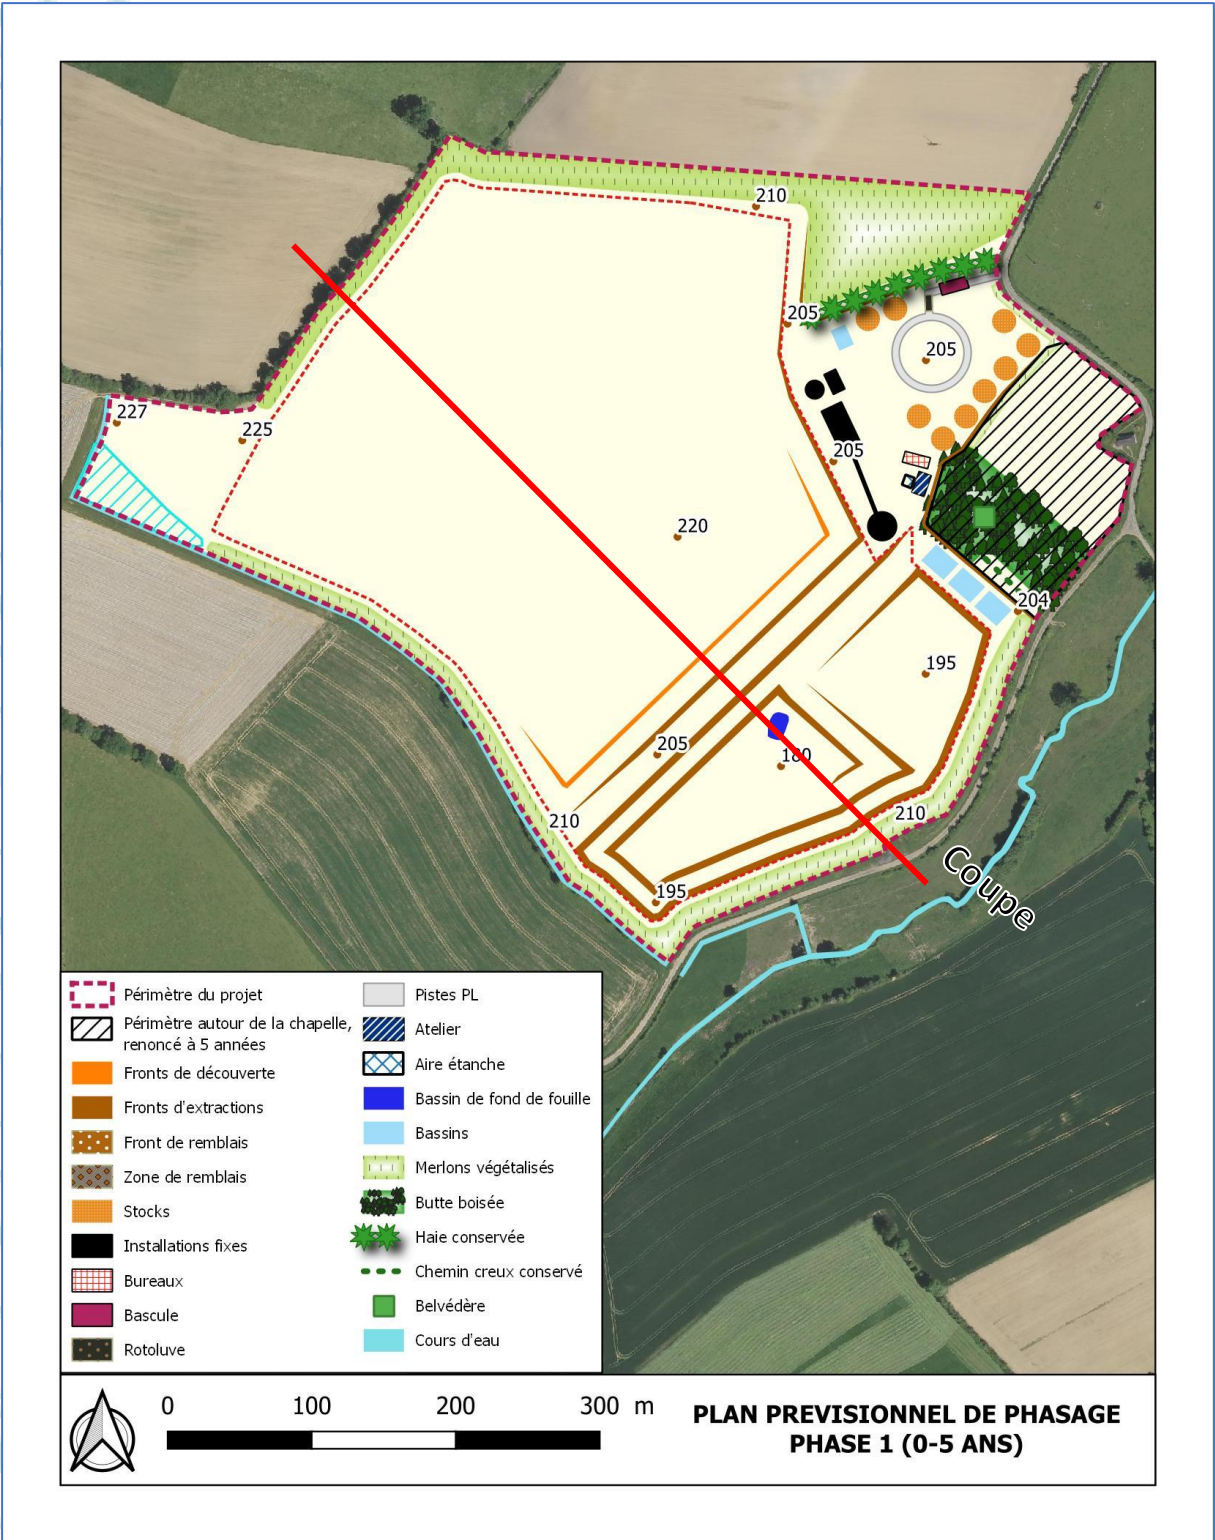 210
205
205
227
225
205
220
204
195
205
180
210
210
195
Coupe
Périmètre du projet
Périmètre autour de la chapelle,
renoncé à 5 années
Fronts de découverte
Fronts d'extractions
Front de remblais
Zone de remblais
Stocks
Installations fixes
Bureaux
Bascule
Rotoluve
Pistes PL
Atelier
Aire étanche
Bassin de fond de fouille
Bassins
Merlons végétalisés
Butte boisée
Haie conservée
Chemin creux conservé
Belvédère
Cours d'eau
0 100 200 300 m
PLAN PREVISIONNEL DE PHASAGE
PHASE 1 (0-5 ANS)